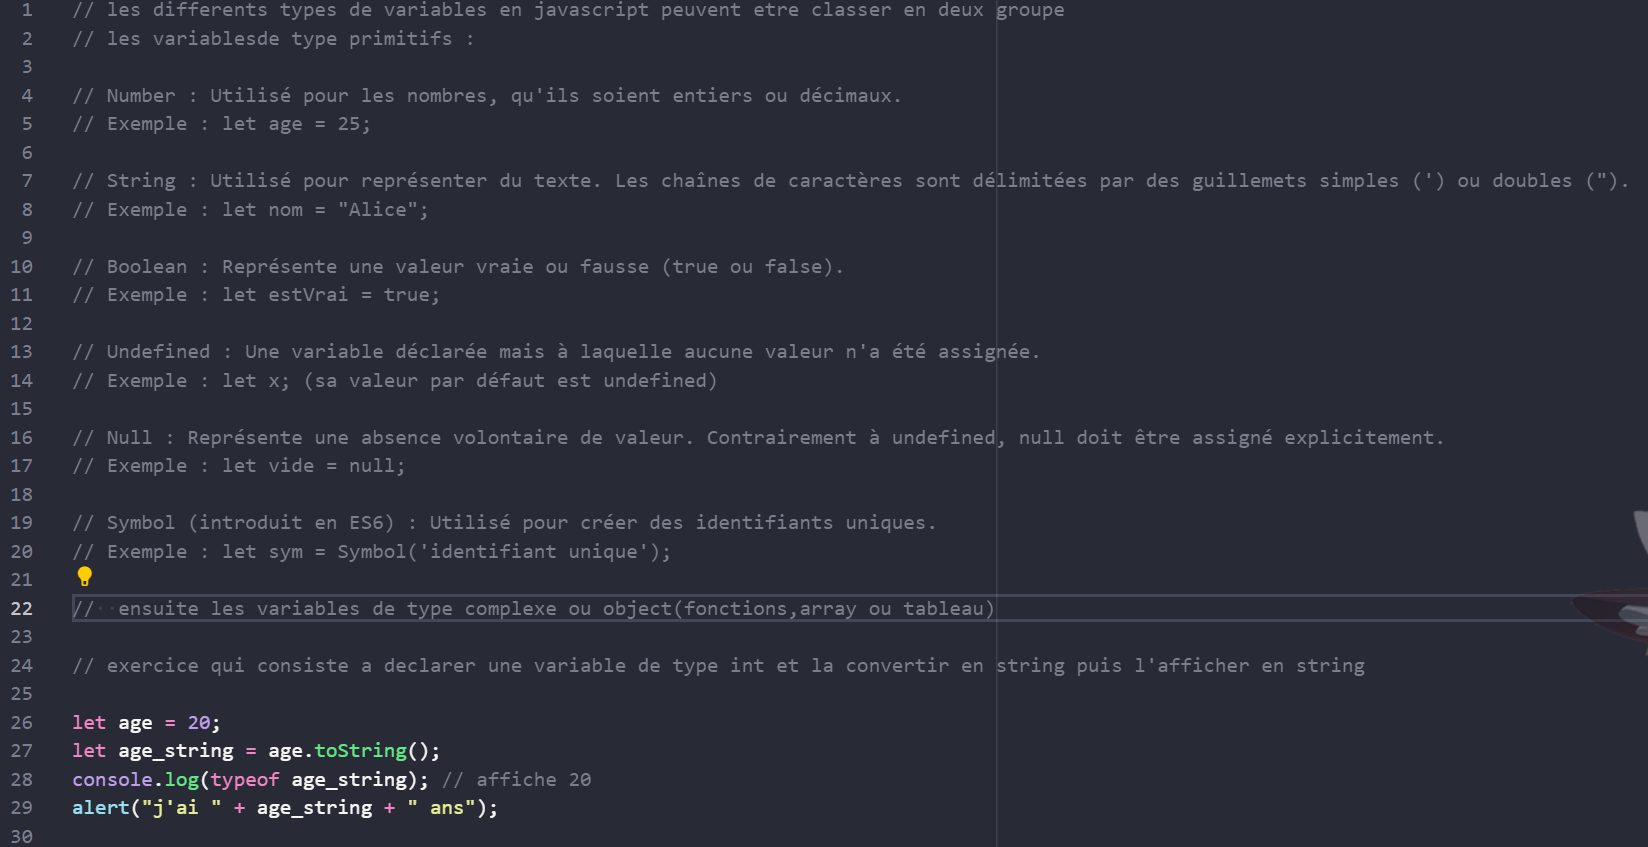 1 // les differents types de variables en javascript peuvent etre classer en deux groupe
2 // les variablesde type primitifs :
3
4 // Number : Utilisé pour les nombres, qu'ils soient entiers ou décimaux.
5 // Exemple : let age = 25;
6
7 // String : Utilisé pour représenter du texte. Les chaînes de caractères sont délimitées par des guillemets simples (') ou doubles (").
8 // Exemple : let nom = "Alice";
9
10 // Boolean : Représente une valeur vraie ou fausse (true ou false).
11 // Exemple : let estVrai = true;
12
13 // Undefined : Une variable déclarée mais à laquelle aucune valeur n'a été assignée.
14 // Exemple : let x; (sa valeur par défaut est undefined)
15
16 // Null : Représente une absence volontaire de valeur. Contrairement à undefined, null doit être assigné explicitement.
17 // Exemple : let vide = null;
18
19 // Symbol (introduit en ES6) : Utilisé pour créer des identifiants uniques.
20 // Exemple : let sym = Symbol('identifiant unique');
21
22 //  ensuite les variables de type complexe ou object(fonctions,array ou tableau)
23
24 // exercice qui consiste a declarer une variable de type int et la convertir en string puis l'afficher en string
25
26 let age = 20;
27 let age_string = age.toString();
28 console.log(typeof age_string); // affiche 20
29 alert("j'ai " + age_string + " ans");
30